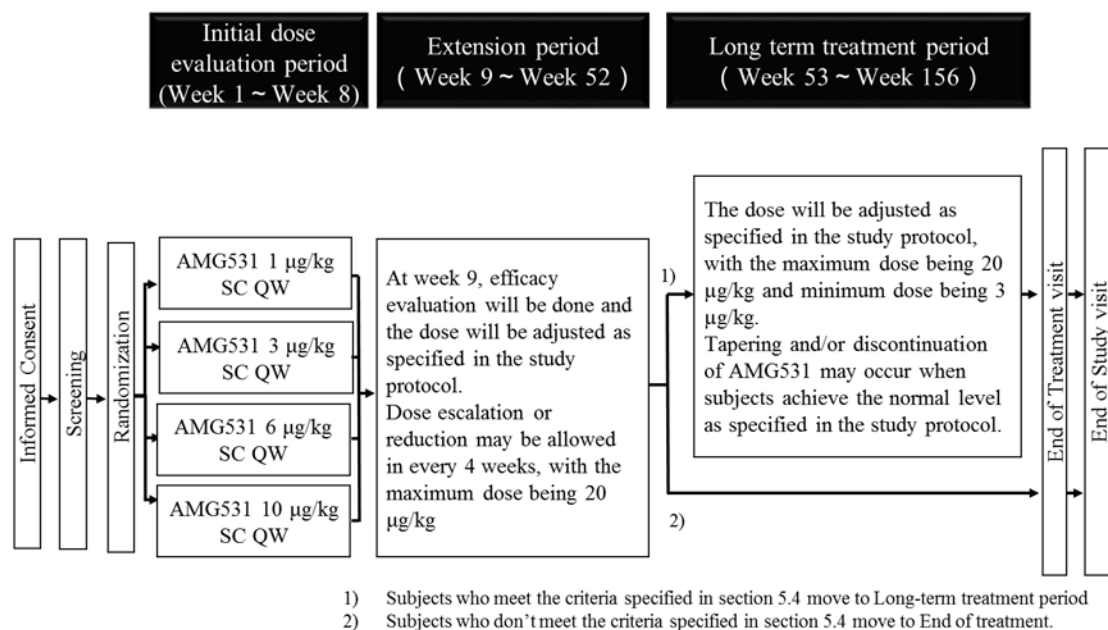 Initial dose
evaluation period
(Week 1 ~ Week 8)
Extension period
( Week 9 ~ Week 52 )
Long term treatment period
( Week 53 ~ Week 156 )
Informed Consent
Screening
Randomization
AMG531 1 μg/kg
SC QW
AMG531 3 μg/kg
SC QW
AMG531 6 μg/kg
SC QW
AMG531 10 μg/kg
SC QW
At week 9, efficacy
evaluation will be done and
the dose will be adjusted as
specified in the study
protocol.
Dose escalation or
reduction may be allowed
in every 4 weeks, with the
maximum dose being 20
μg/kg
1)
2)
The dose will be adjusted as
specified in the study protocol,
with the maximum dose being 20
μg/kg and minimum dose being 3
μg/kg.
Tapering and/or discontinuation
of AMG531 may occur when
subjects achieve the normal level
as specified in the study protocol.
End of Treatment visit
End of Study visit
1) Subjects who meet the criteria specified in section 5.4 move to Long-term treatment period
2) Subjects who don't meet the criteria specified in section 5.4 move to End of treatment.